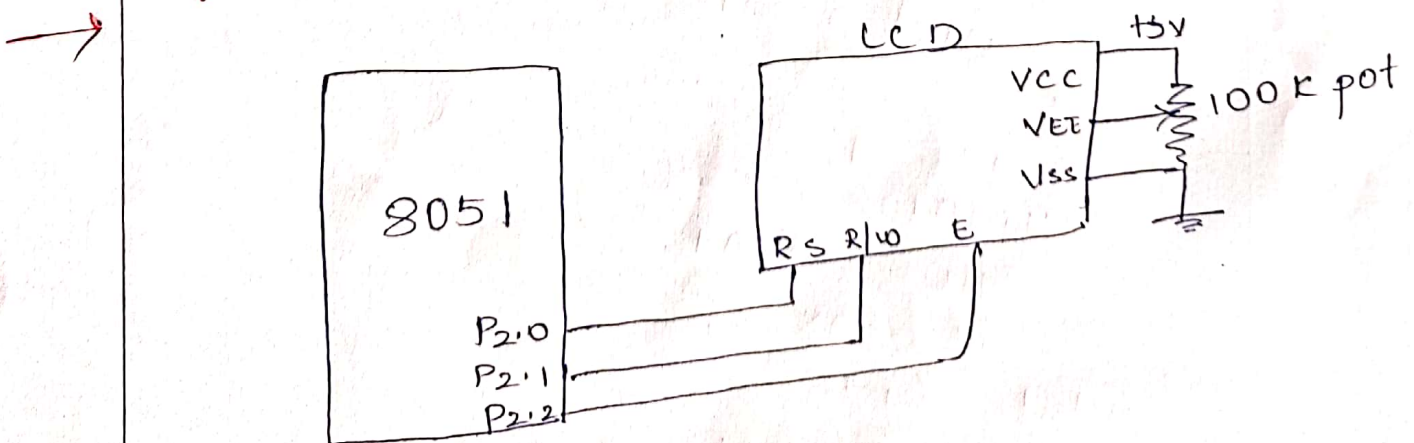 LCD
+5V
VCC
100K pot
VEE
VSS
8051
RS R/W E
P2.0
P2.1
P2.2